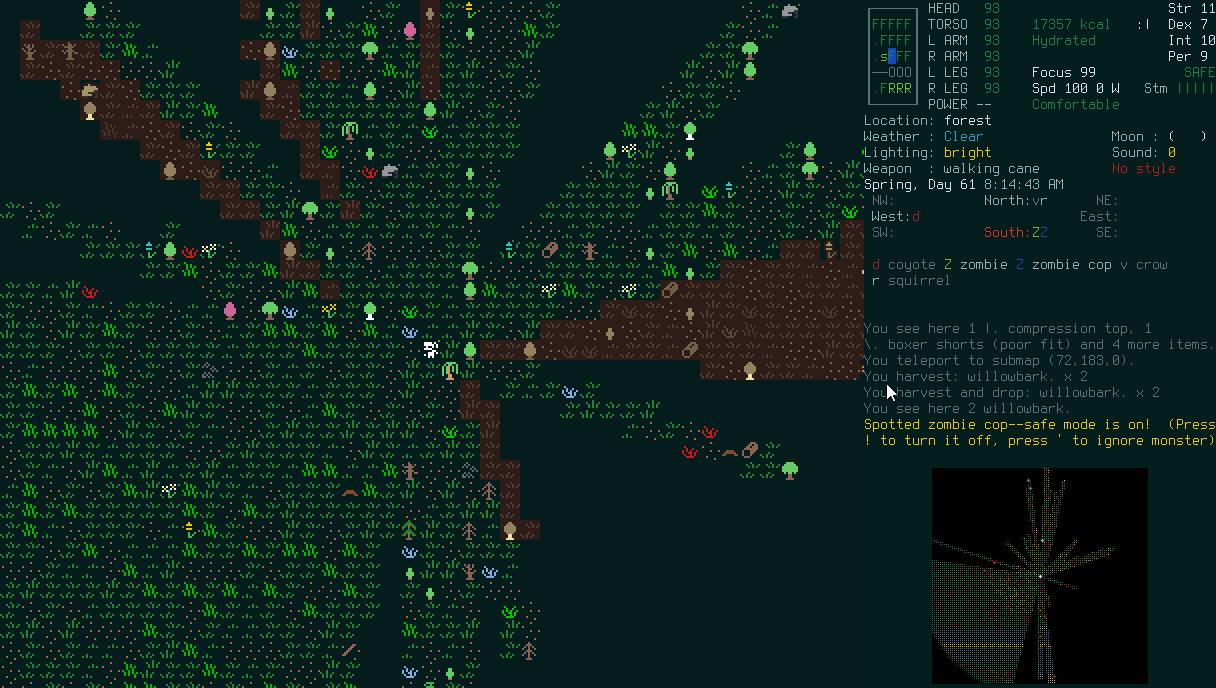 HEAD 93 Str 11
FFFFF TORSO 93 17357 kcal :| Dex 7
.FFFF L ARM 93 Hydrated Int 10
.sFFF R ARM 93 Per 9
——OOO L LEG 93 Focus 99 SAFE
.FRRR R LEG 93 Spd 100 0 W Stm |||||
POWER -- Comfortable
Location: forest
Weather : Clear Moon : ( )
Lighting: bright Sound: 0
Weapon : walking cane No style
Spring, Day 61 8:14:43 AM
NW: North:vr NE:
West:d East:
SW: South:ZZ SE:
d coyote Z zombie Z zombie cop v crow
r squirrel
You see here 1 |. compression top, 1
\. boxer shorts (poor fit) and 4 more items.
You teleport to submap (72,183,0).
You harvest: willowbark. x 2
You harvest and drop: willowbark. x 2
You see here 2 willowbark.
Spotted zombie cop--safe mode is on! (Press
! to turn it off, press ' to ignore monster)